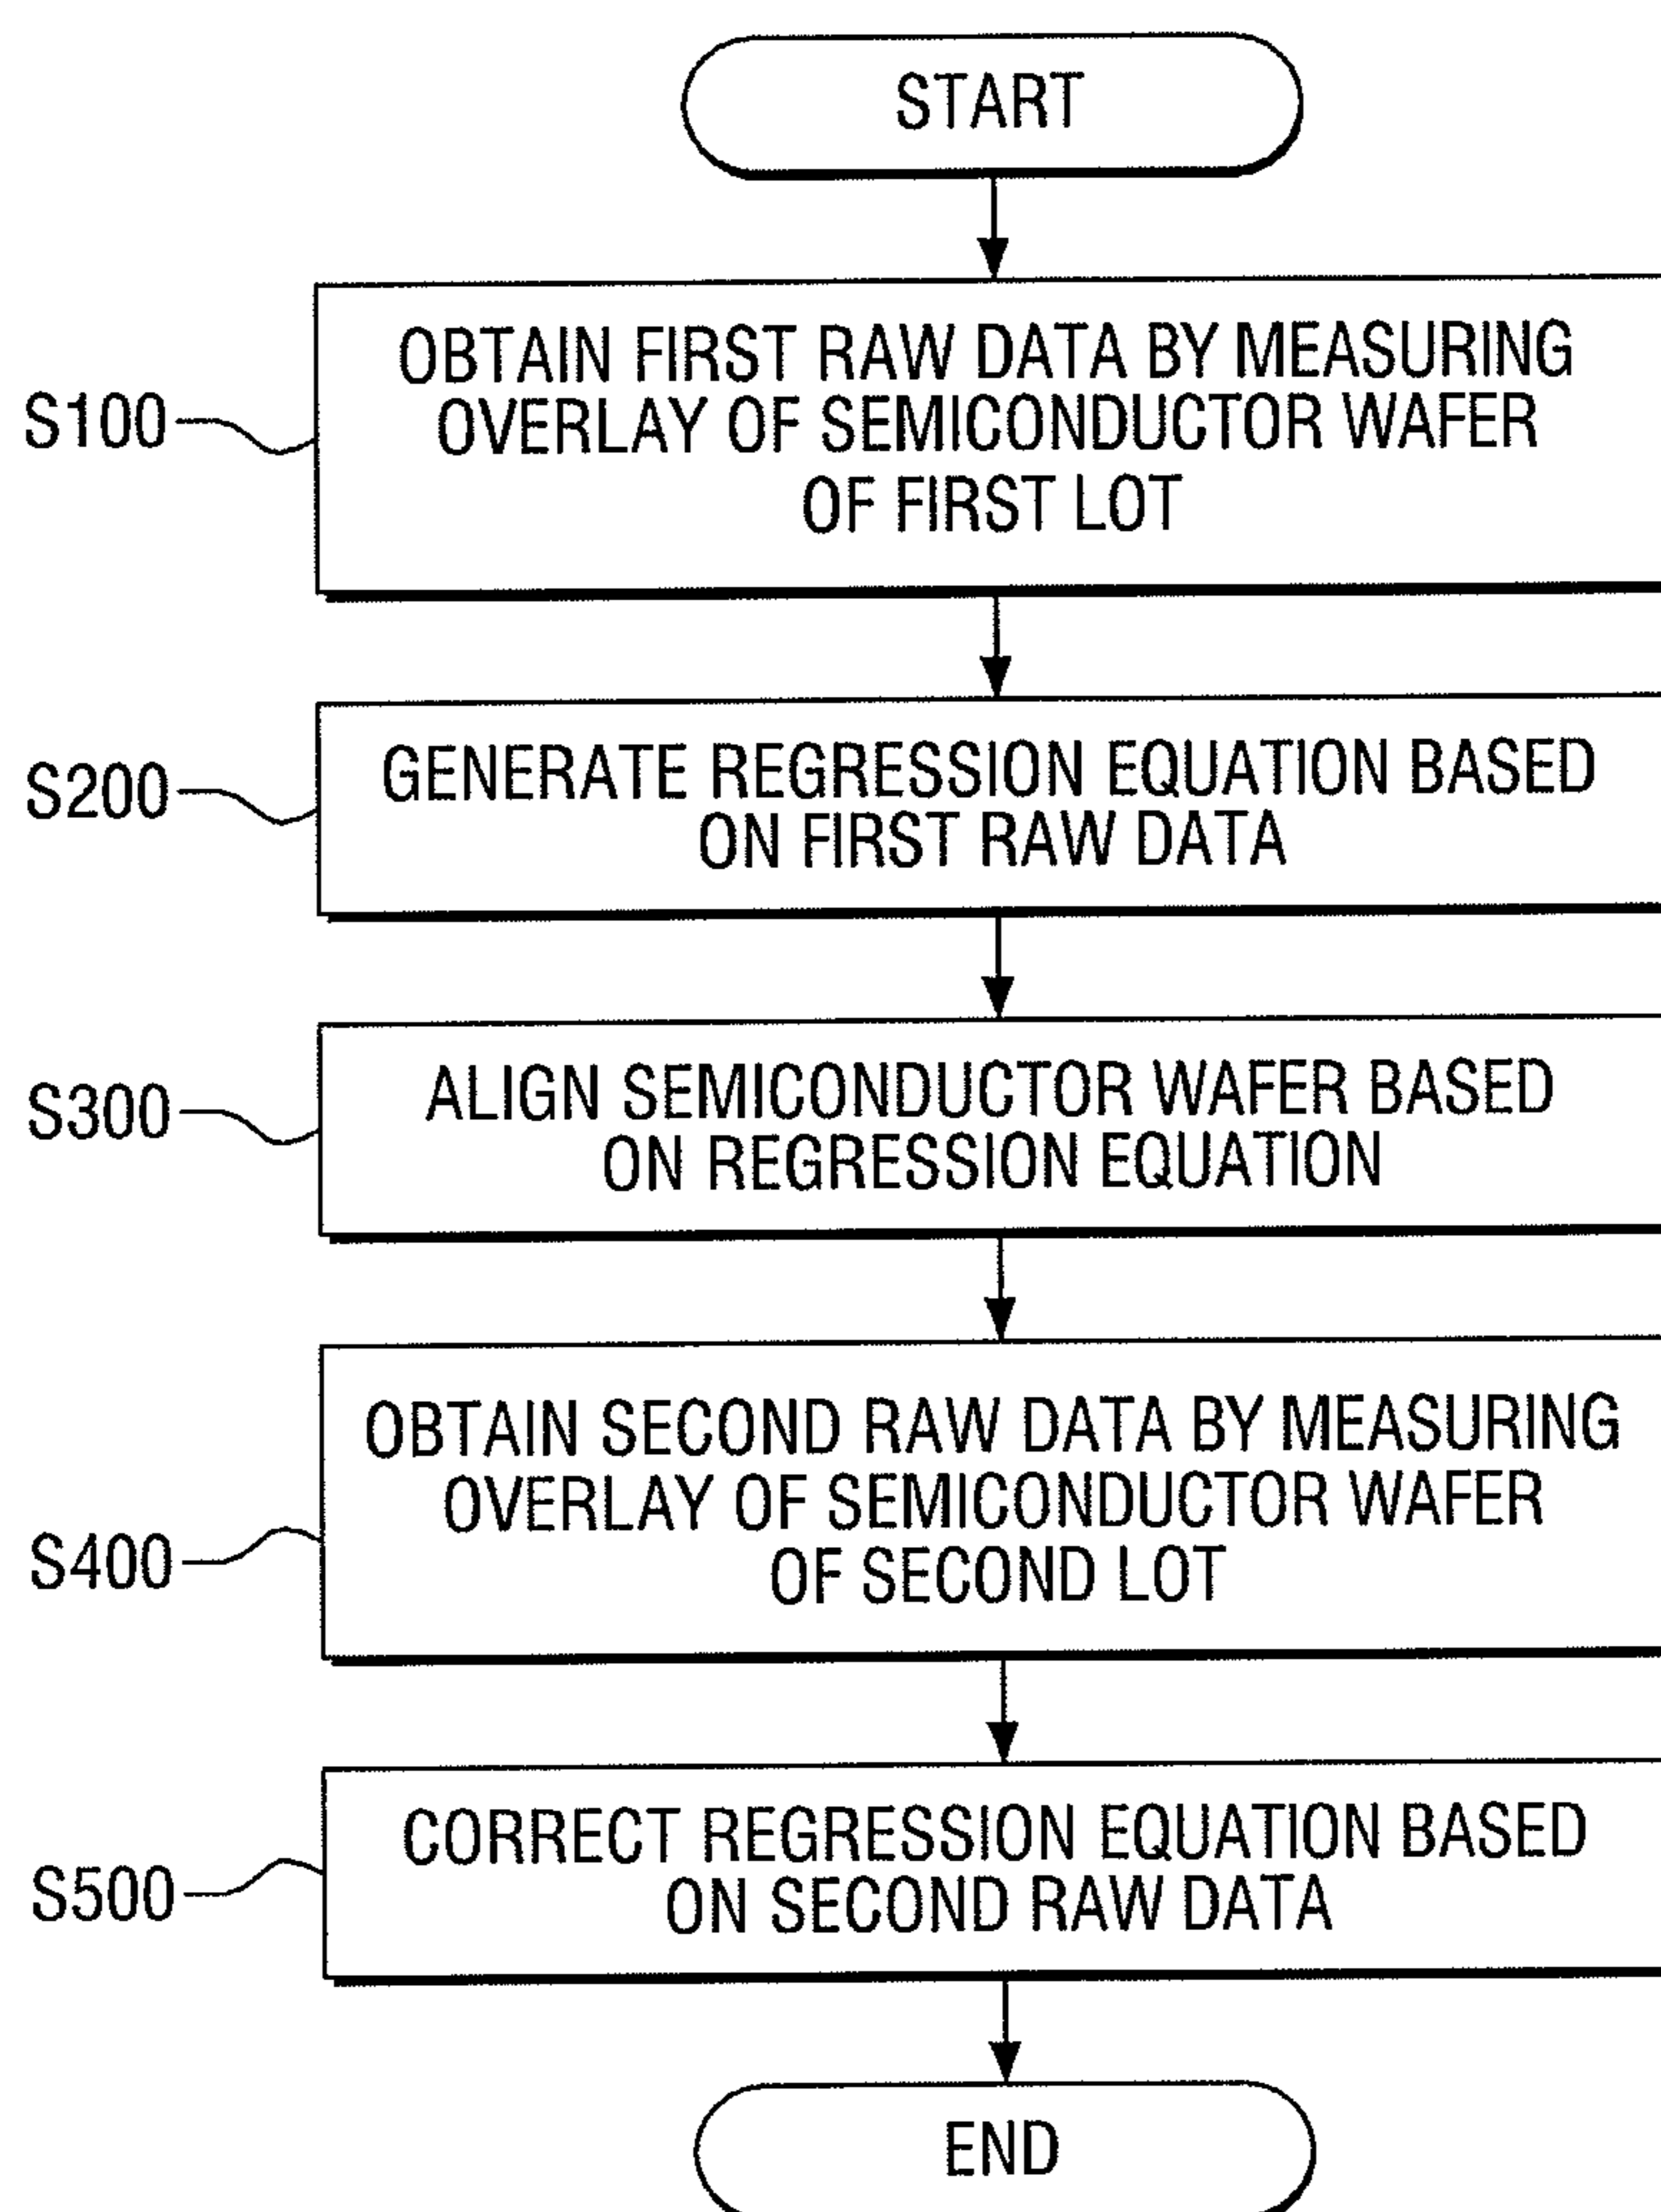 START
OBTAIN FIRST RAW DATA BY MEASURING
OVERLAY OF SEMICONDUCTOR WAFER
OF FIRST LOT
S100
GENERATE REGRESSION EQUATION BASED
ON FIRST RAW DATA
S200
ALIGN SEMICONDUCTOR WAFER BASED
ON REGRESSION EQUATION
S300
OBTAIN SECOND RAW DATA BY MEASURING
OVERLAY OF SEMICONDUCTOR WAFER
OF SECOND LOT
S400
CORRECT REGRESSION EQUATION BASED
ON SECOND RAW DATA
S500
END